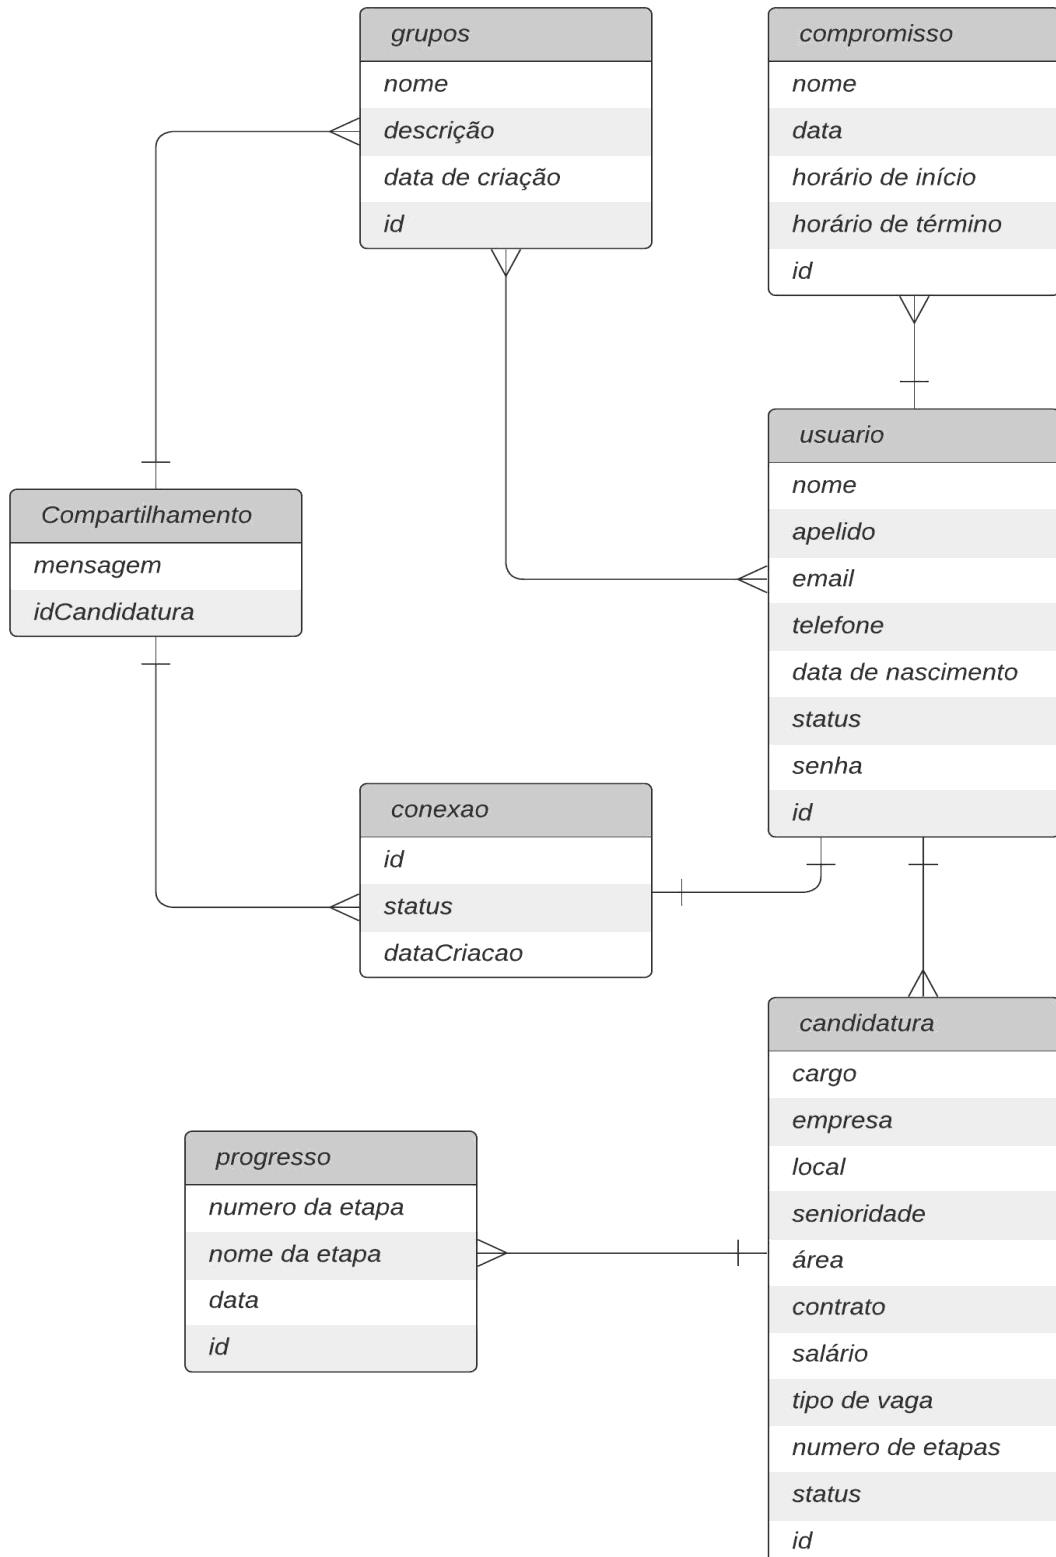 grupos
nome
descrição
data de criação
id
compromisso
nome
data
horário de início
horário de término
id
usuario
nome
apelido
email
telefone
data de nascimento
status
senha
id
Compartilhamento
mensagem
idCandidatura
conexao
id
status
dataCriacao
candidatura
cargo
empresa
local
senioridade
área
contrato
salário
tipo de vaga
numero de etapas
status
id
progresso
numero da etapa
nome da etapa
data
id